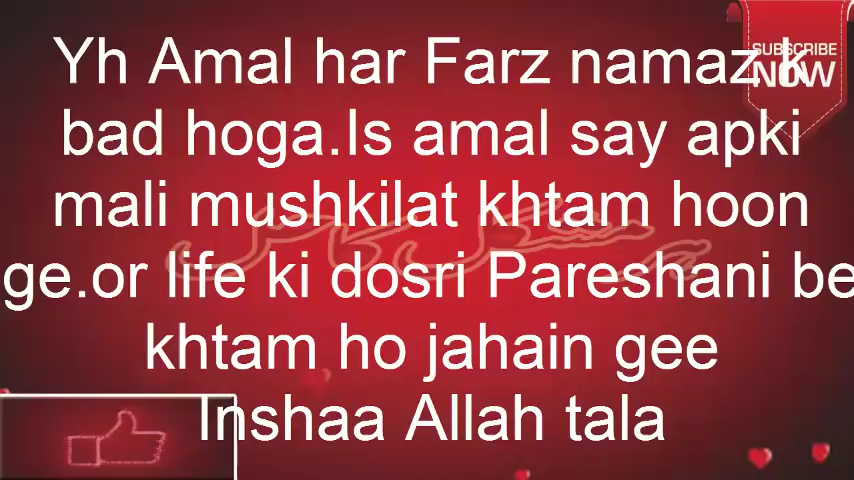 Yh Amal har Farz namaz k
bad hoga.Is amal say apki
mali mushkilat khtam hoon
ge.or life ki dosri Pareshani be
khtam ho jahain gee
Inshaa Allah tala
SUBSCRIBE
NOW